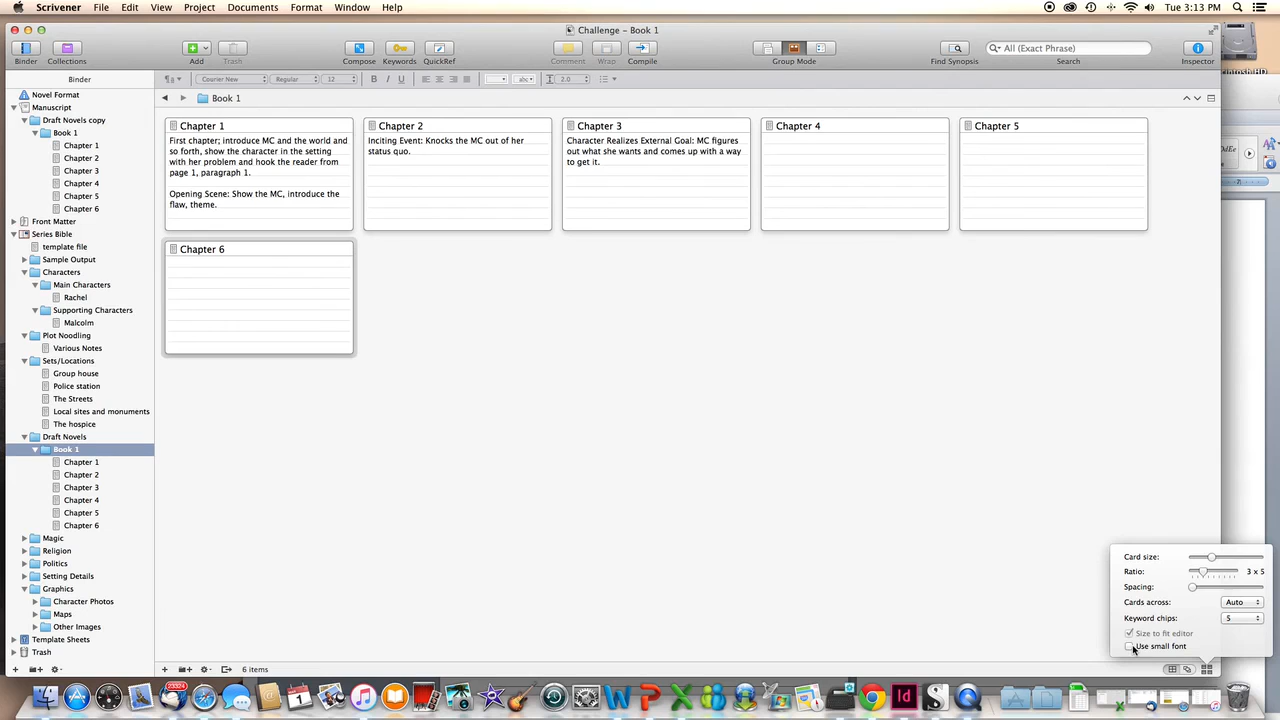 Scrivener File Edit View Project Documents Format Window Help Tue 3:13 PM
Challenge - Book 1
Binder Collections Add Trash Compose Keywords QuickRef Comment Wrap Compile Group Mode Find Synopsis All (Exact Phrase) Search Inspector
Binder
Courier New Regular 12 B I U abc 2.0
Book 1
Novel Format
Manuscript
Draft Novels copy
Book 1
Chapter 1
Chapter 2
Chapter 3
Chapter 4
Chapter 5
Chapter 6
Front Matter
Series Bible
template file
Sample Output
Characters
Main Characters
Rachel
Supporting Characters
Malcolm
Plot Noodling
Various Notes
Sets/Locations
Group house
Police station
The Streets
Local sites and monuments
The hospice
Draft Novels
Book 1
Chapter 1
Chapter 2
Chapter 3
Chapter 4
Chapter 5
Chapter 6
Magic
Religion
Politics
Setting Details
Graphics
Character Photos
Maps
Other Images
Template Sheets
Trash
Chapter 1
First chapter; introduce MC and the world and
so forth, show the character in the setting
with her problem and hook the reader from
page 1, paragraph 1.
Opening Scene: Show the MC, introduce the
flaw, theme.
Chapter 2
Inciting Event: Knocks the MC out of her
status quo.
Chapter 3
Character Realizes External Goal: MC figures
out what she wants and comes up with a way
to get it.
Chapter 4
Chapter 5
Chapter 6
Card size:
Ratio: 3 x 5
Spacing:
Cards across: Auto
Keyword chips: 5
Size to fit editor
Use small font
6 items
23324